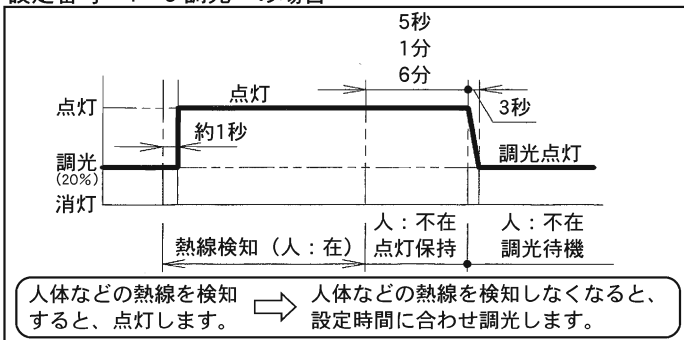 5秒
1分
6分
点灯
点灯
3秒
約1秒
調光
(20%)
調光点灯
消灯
人：不在
人：不在
熱線検知（人：在）
点灯保持
調光待機
人体などの熱線を検知
すると、点灯します。
人体などの熱線を検知しなくなると、
設定時間に合わせ調光します。